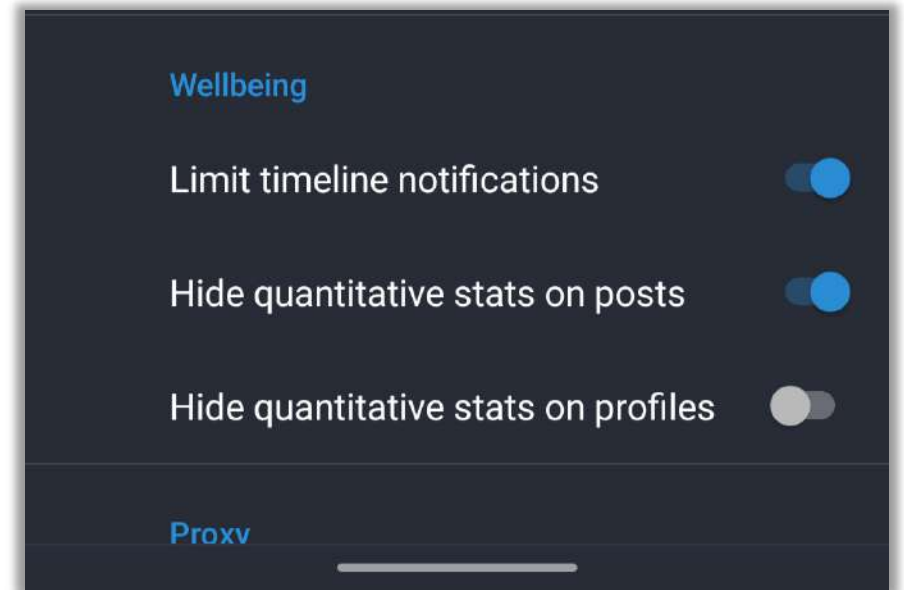 Wellbeing
Limit timeline notifications
Hide quantitative stats on posts
Hide quantitative stats on profiles
Proxy